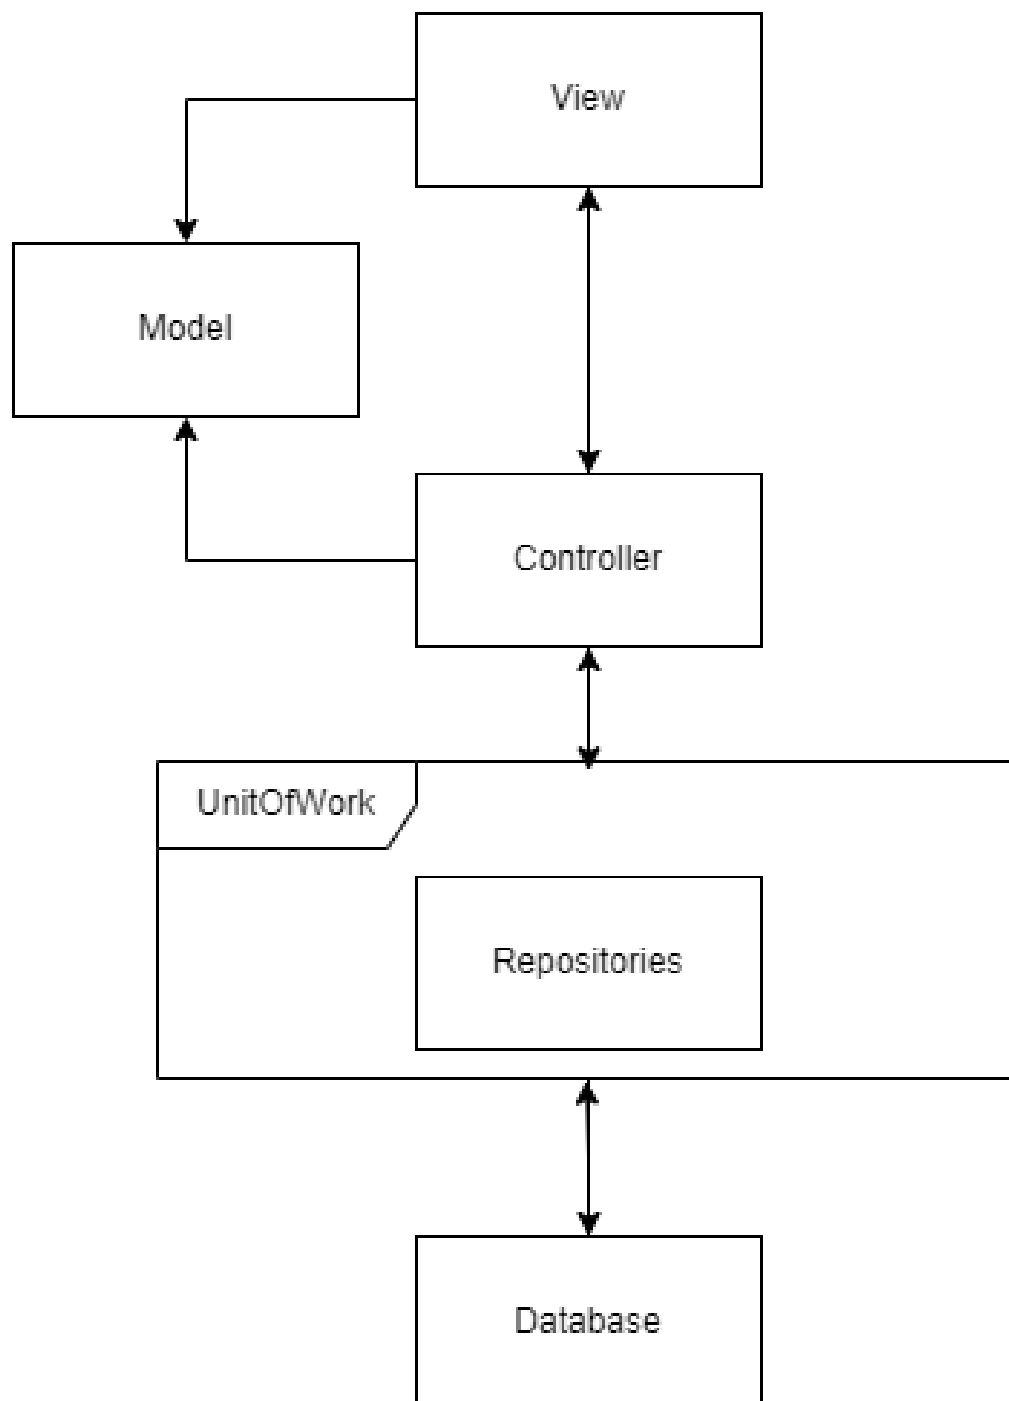 View
Model
Controller
UnitOfWork
Repositories
Database